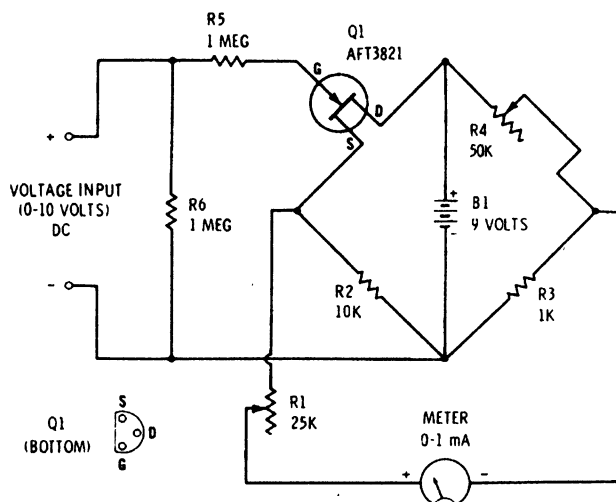 Q1
AFT3821
R5
1 MEG
G
D
S
+
VOLTAGE INPUT
(0-10 VOLTS)
DC
-
R6
1 MEG
R4
50K
+
B1
9 VOLTS
-
R2
10K
R3
1K
R1
25K
Q1
(BOTTOM)
S
D
G
METER
0-1 mA
+
-